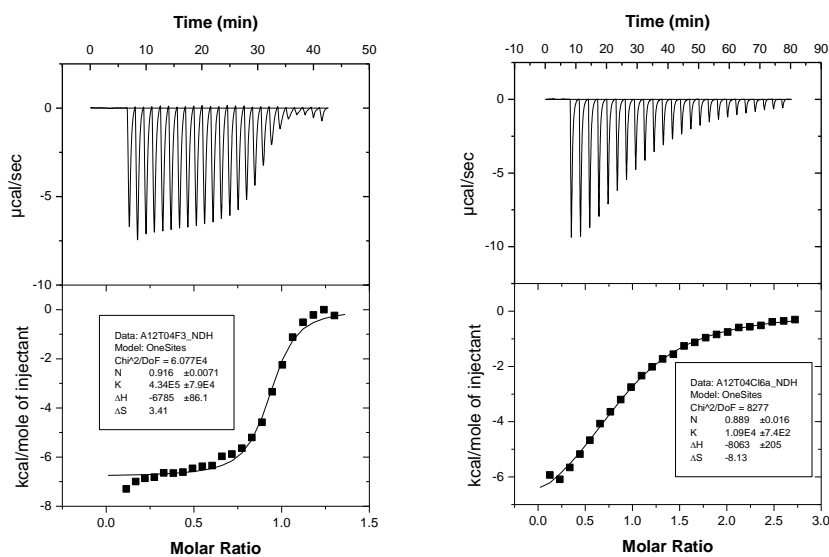 Time (min)
0 10 20 30 40 50
0
-5
-10
µcal/sec
0
-2
-4
-6
-8
kcal/mole of injectant
Data: A12T04F3_NDH
Model: OneSites
Chi^2/DoF = 6.077E4
N 0.916 ±0.0071
K 4.34E5 ±7.9E4
ΔH -6785 ±86.1
ΔS 3.41
0.0 0.5 1.0 1.5
Molar Ratio
Time (min)
-10 0 10 20 30 40 50 60 70 80 90
0
-5
-10
µcal/sec
0
-2
-4
-6
kcal/mole of injectant
Data: A12T04Cl6a_NDH
Model: OneSites
Chi^2/DoF = 8277
N 0.889 ±0.016
K 1.09E4 ±7.4E2
ΔH -8063 ±205
ΔS -8.13
0.0 0.5 1.0 1.5 2.0 2.5 3.0
Molar Ratio